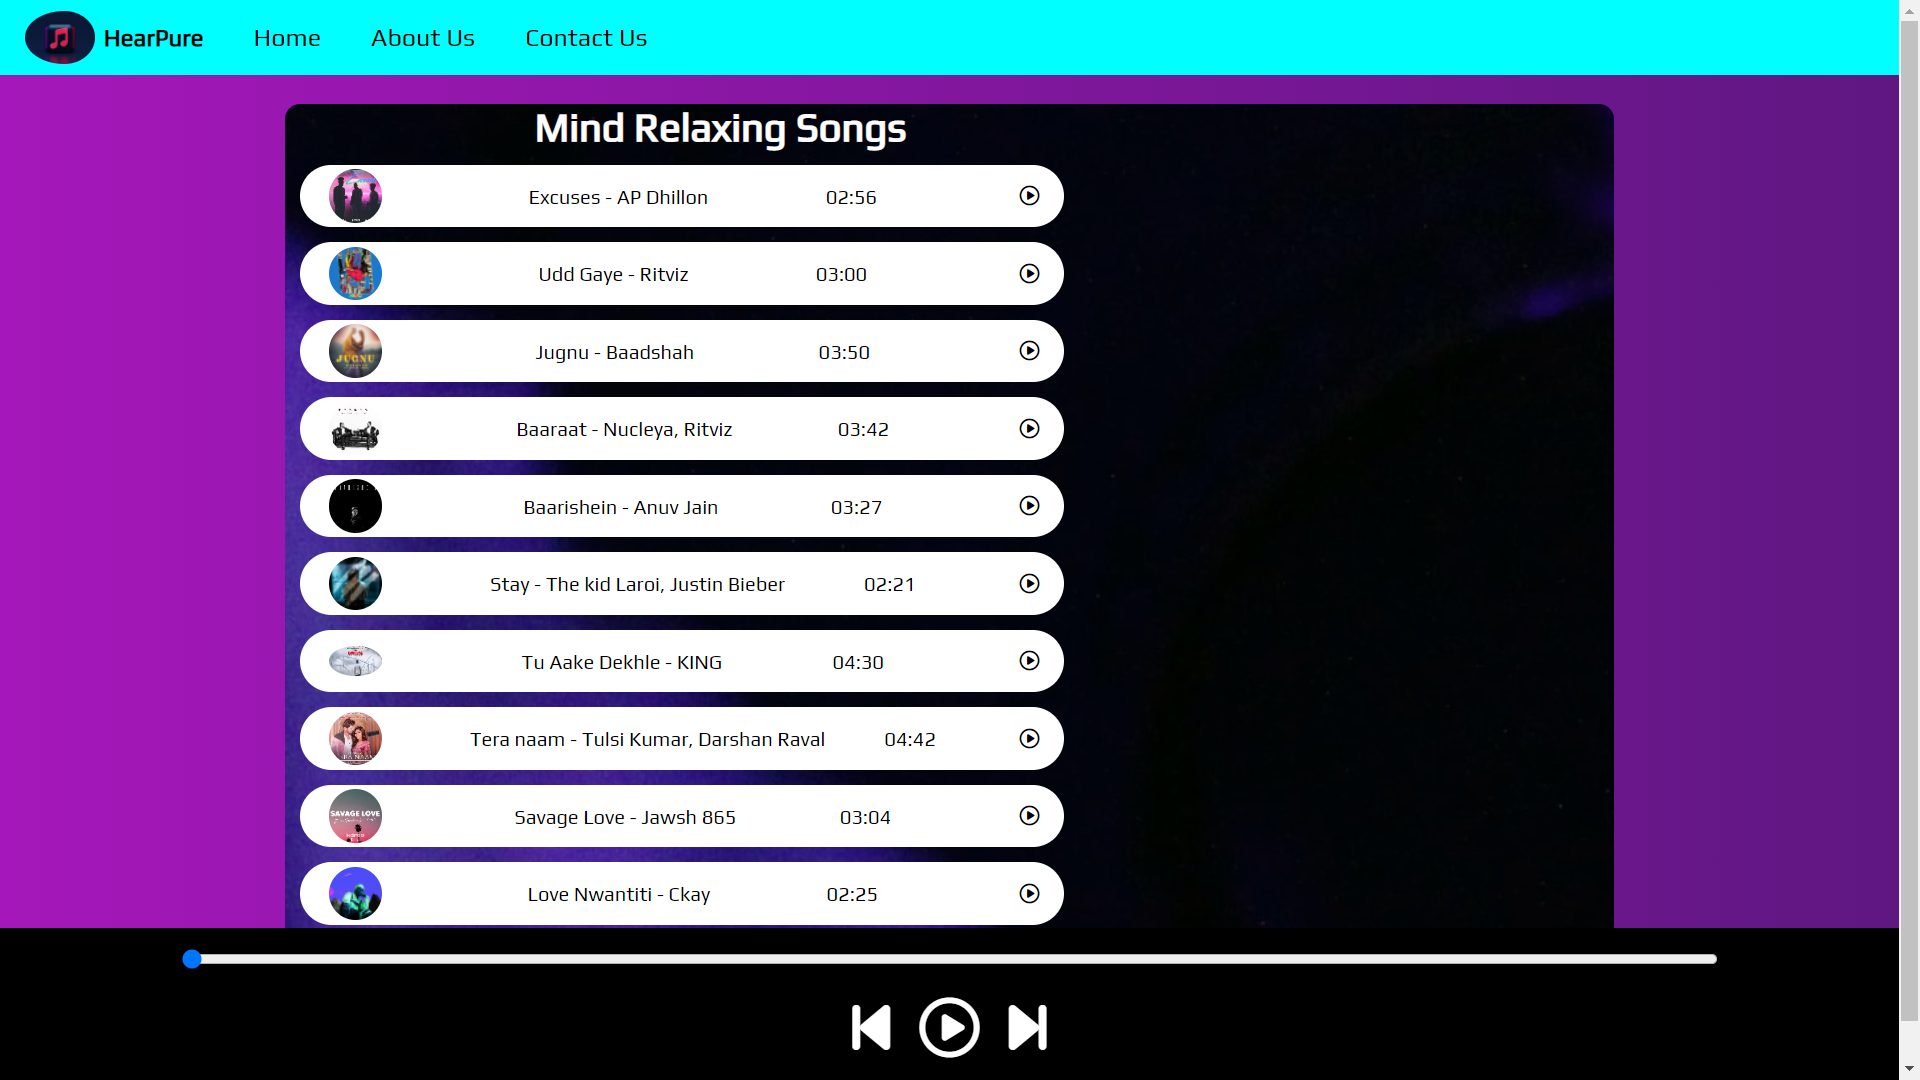 HearPure Home About Us Contact Us
Mind Relaxing Songs
Excuses - AP Dhillon 02:56
Udd Gaye - Ritviz 03:00
JUGNU
Jugnu - Baadshah 03:50
Baaraat - Nucleya, Ritviz 03:42
Baarishein - Anuv Jain 03:27
Stay - The kid Laroi, Justin Bieber 02:21
Tu Aake Dekhle - KING 04:30
Tera naam - Tulsi Kumar, Darshan Raval 04:42
SAVAGE LOVE
Savage Love - Jawsh 865 03:04
Love Nwantiti - Ckay 02:25